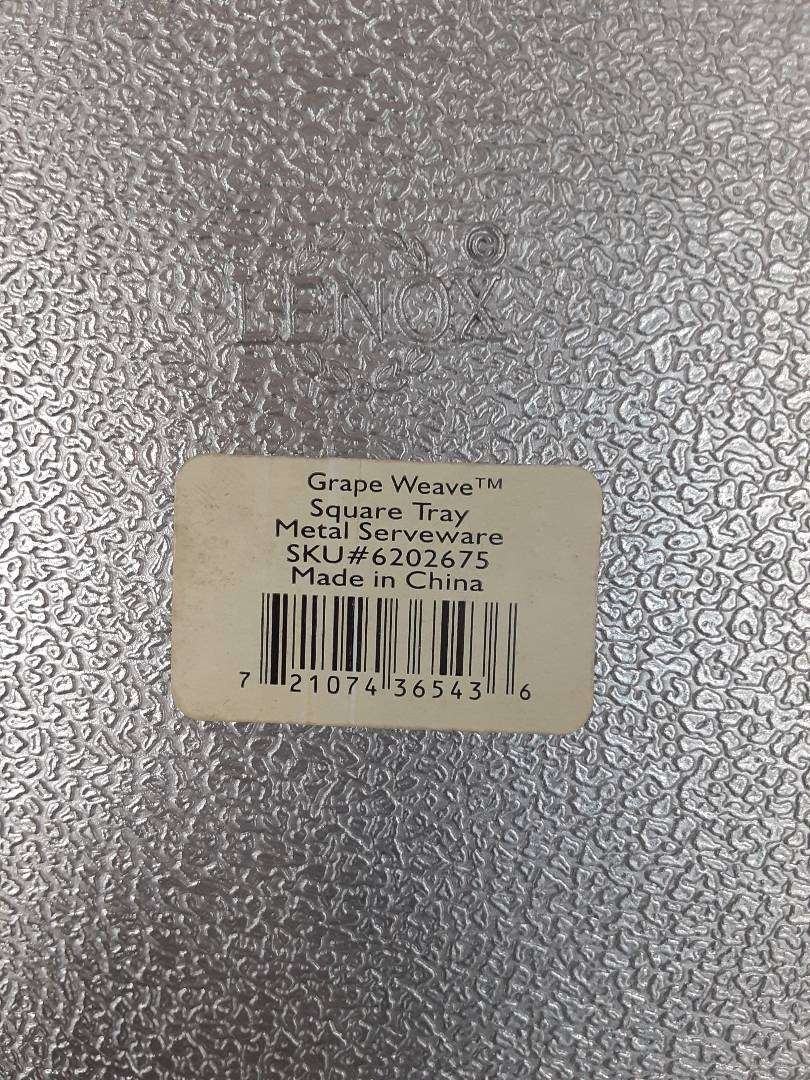 ©
LENOX
Grape Weave™
Square Tray
Metal Serveware
SKU#6202675
Made in China
7 21074 36543 6